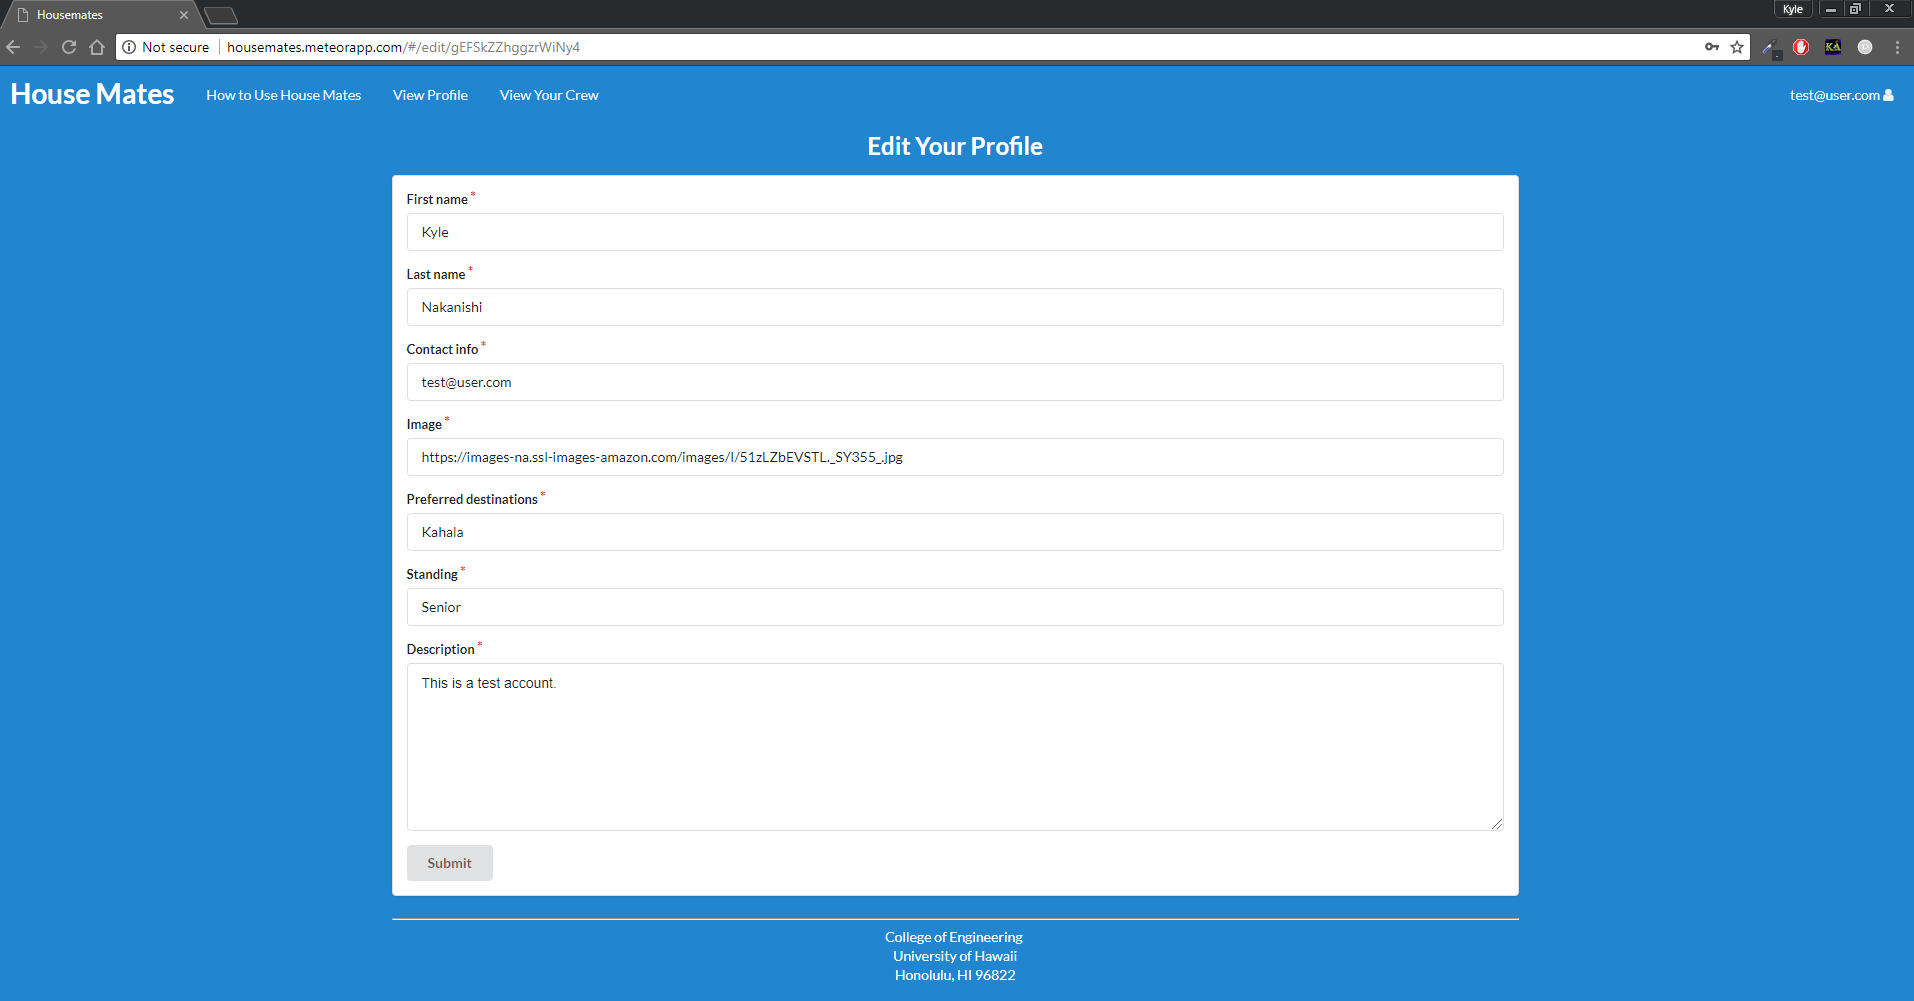 Housemates
Kyle
Not secure
housemates.meteorapp.com/#/edit/gEFSkZZhggzrWiNy4
House Mates
How to Use House Mates
View Profile
View Your Crew
test@user.com
Edit Your Profile
First name *
Kyle
Last name *
Nakanishi
Contact info *
test@user.com
Image *
https://images-na.ssl-images-amazon.com/images/I/51zLZbEVSTL._SY355_.jpg
Preferred destinations *
Kahala
Standing *
Senior
Description *
This is a test account.
Submit
College of Engineering
University of Hawaii
Honolulu, HI 96822